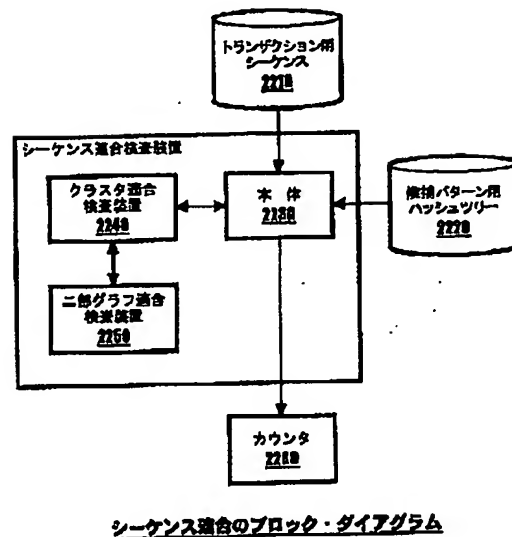 トランザクション用
シーケンス
2210
シーケンス適合検査装置
クラスタ適合
検査装置
2240
本 体
2230
候補パターン用
ハッシュツリー
2220
二部グラフ適合
検査装置
2250
カウンタ
シーケンス適合のブロック・ダイアグラム